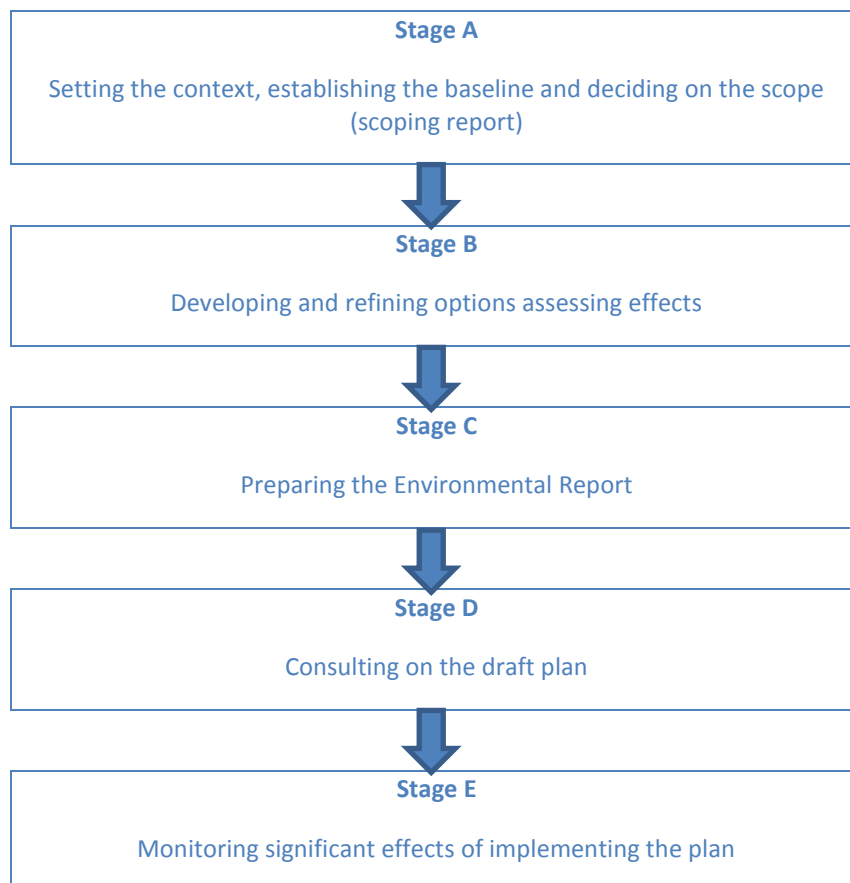 Stage A
Setting the context, establishing the baseline and deciding on the scope
(scoping report)
Stage B
Developing and refining options assessing effects
Stage C
Preparing the Environmental Report
Stage D
Consulting on the draft plan
Stage E
Monitoring significant effects of implementing the plan